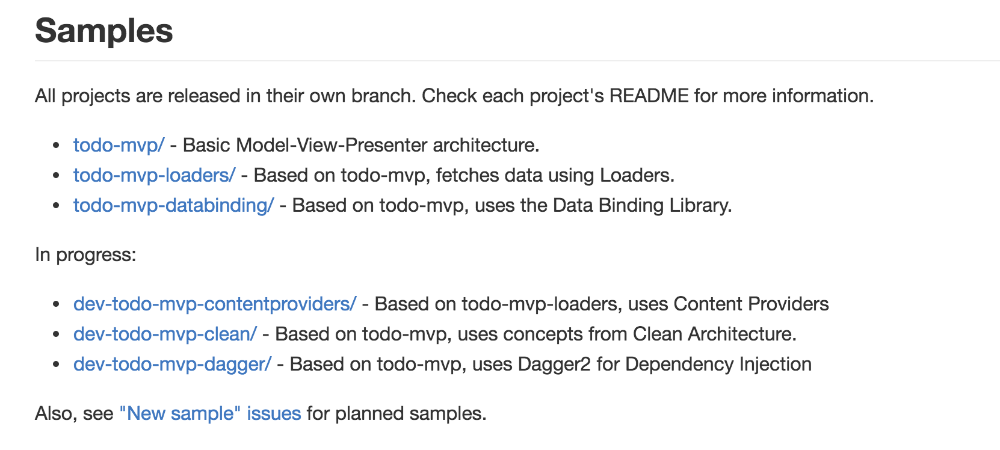 Samples
All projects are released in their own branch. Check each project's README for more information.
• todo-mvp/ - Basic Model-View-Presenter architecture.
• todo-mvp-loaders/ - Based on todo-mvp, fetches data using Loaders.
• todo-mvp-databinding/ - Based on todo-mvp, uses the Data Binding Library.
In progress:
• dev-todo-mvp-contentproviders/ - Based on todo-mvp-loaders, uses Content Providers
• dev-todo-mvp-clean/ - Based on todo-mvp, uses concepts from Clean Architecture.
• dev-todo-mvp-dagger/ - Based on todo-mvp, uses Dagger2 for Dependency Injection
Also, see "New sample" issues for planned samples.